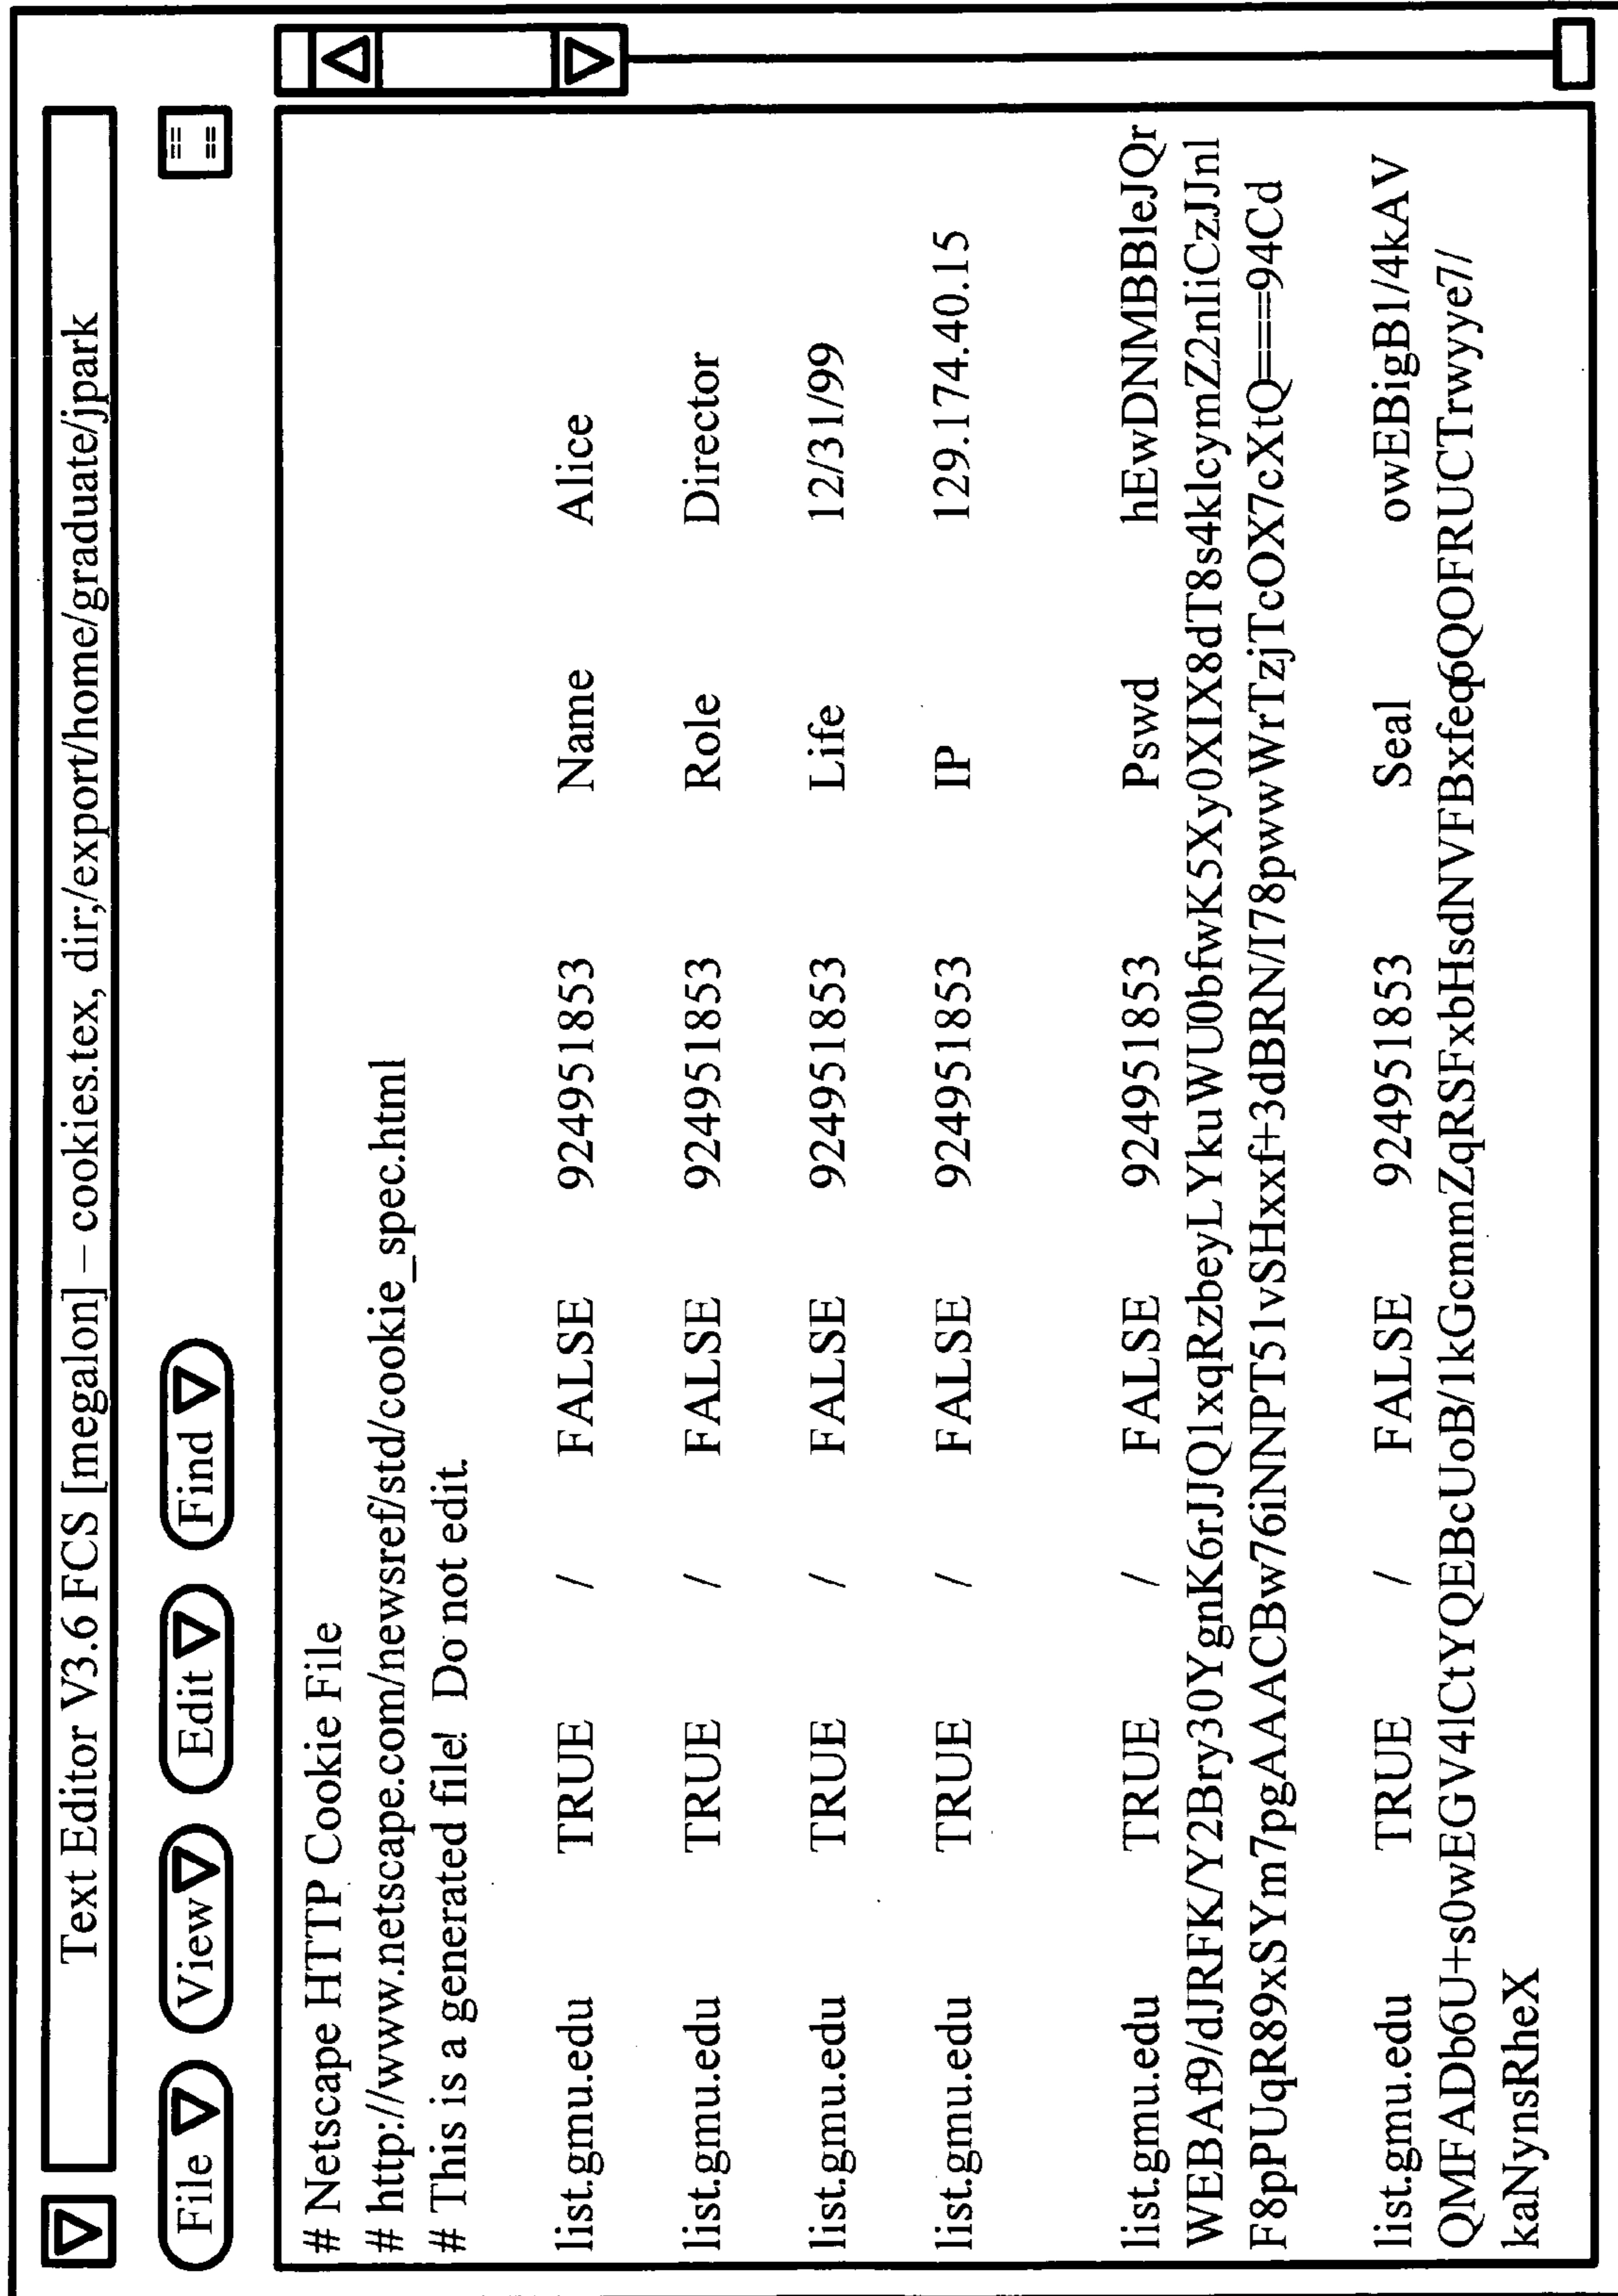 Text Editor V3.6 FCS [megalon] – cookies.tex, dir;/export/home/graduate/jpark
File View Edit Find
# Netscape HTTP Cookie File
# http://www.netscape.com/newsref/std/cookie_spec.html
# This is a generated file! Do not edit.
list.gmu.edu TRUE / FALSE 924951853 Name Alice
list.gmu.edu TRUE / FALSE 924951853 Role Director
list.gmu.edu TRUE / FALSE 924951853 Life 12/31/99
list.gmu.edu TRUE / FALSE 924951853 IP 129.174.40.15
list.gmu.edu TRUE / FALSE 924951853 Pswd hEwDNMBBleJQr
WEBAf9/dJRFK/Y2Bry30YgnK6rJJQ1xqRzbeyLYkuWU0bfwK5Xy0XIX8dT8s4klcymZ2nIiCzJJnl
F8pPUqR89xSYm7pgAAACBw76iNNPT51vSHxxf+3dBRN/I78pwwWrTzjTcOX7cXtQ===94Cd
list.gmu.edu TRUE / FALSE 924951853 Seal owEBigB1/4kAV
QMFADb6U+s0wEGV4lCtYQEBcUoB/1kGcmmZqRSFxbHsdNVFBxfeq6QOFRUCTrwyye7/
kaNynsRheX